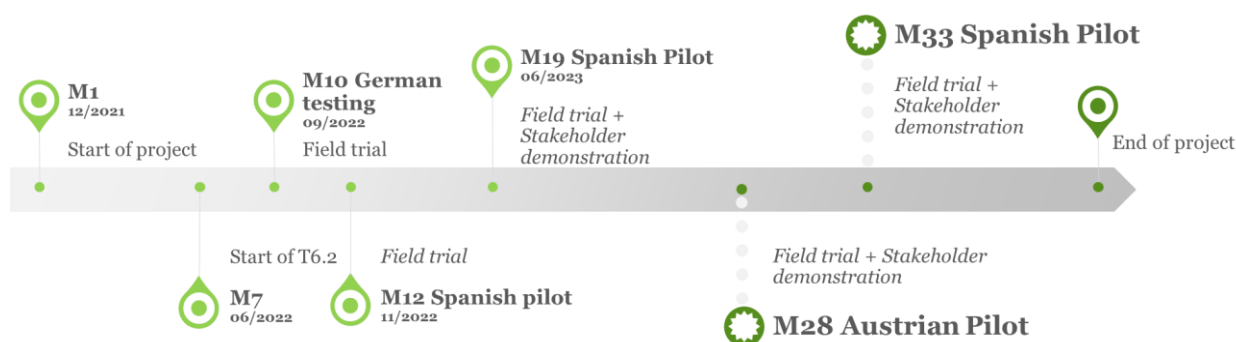 M1
12/2021
Start of project
M7
06/2022
Start of T6.2
M10 German
testing
09/2022
Field trial
M12 Spanish pilot
11/2022
Field trial
M19 Spanish Pilot
06/2023
Field trial +
Stakeholder
demonstration
M28 Austrian Pilot
Field trial + Stakeholder
demonstration
M33 Spanish Pilot
Field trial +
Stakeholder
demonstration
End of project